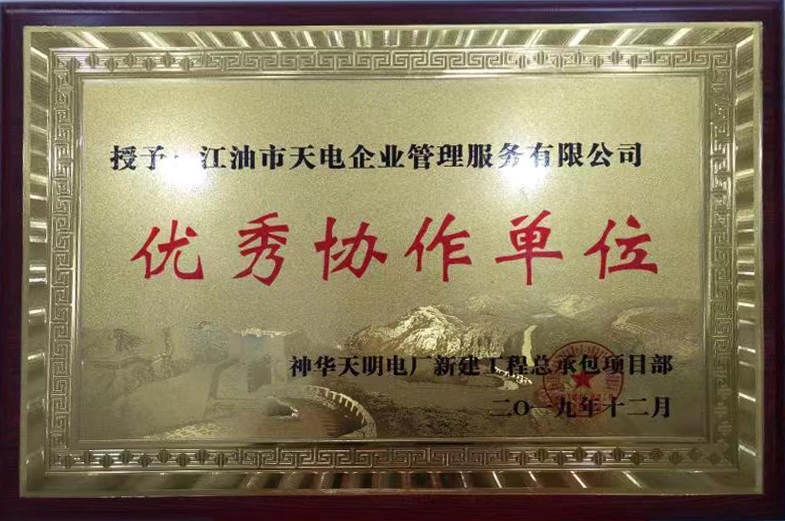 授予：江油市天电企业管理服务有限公司
优秀协作单位
神华天明电厂新建工程总承包项目部
二〇一九年十二月